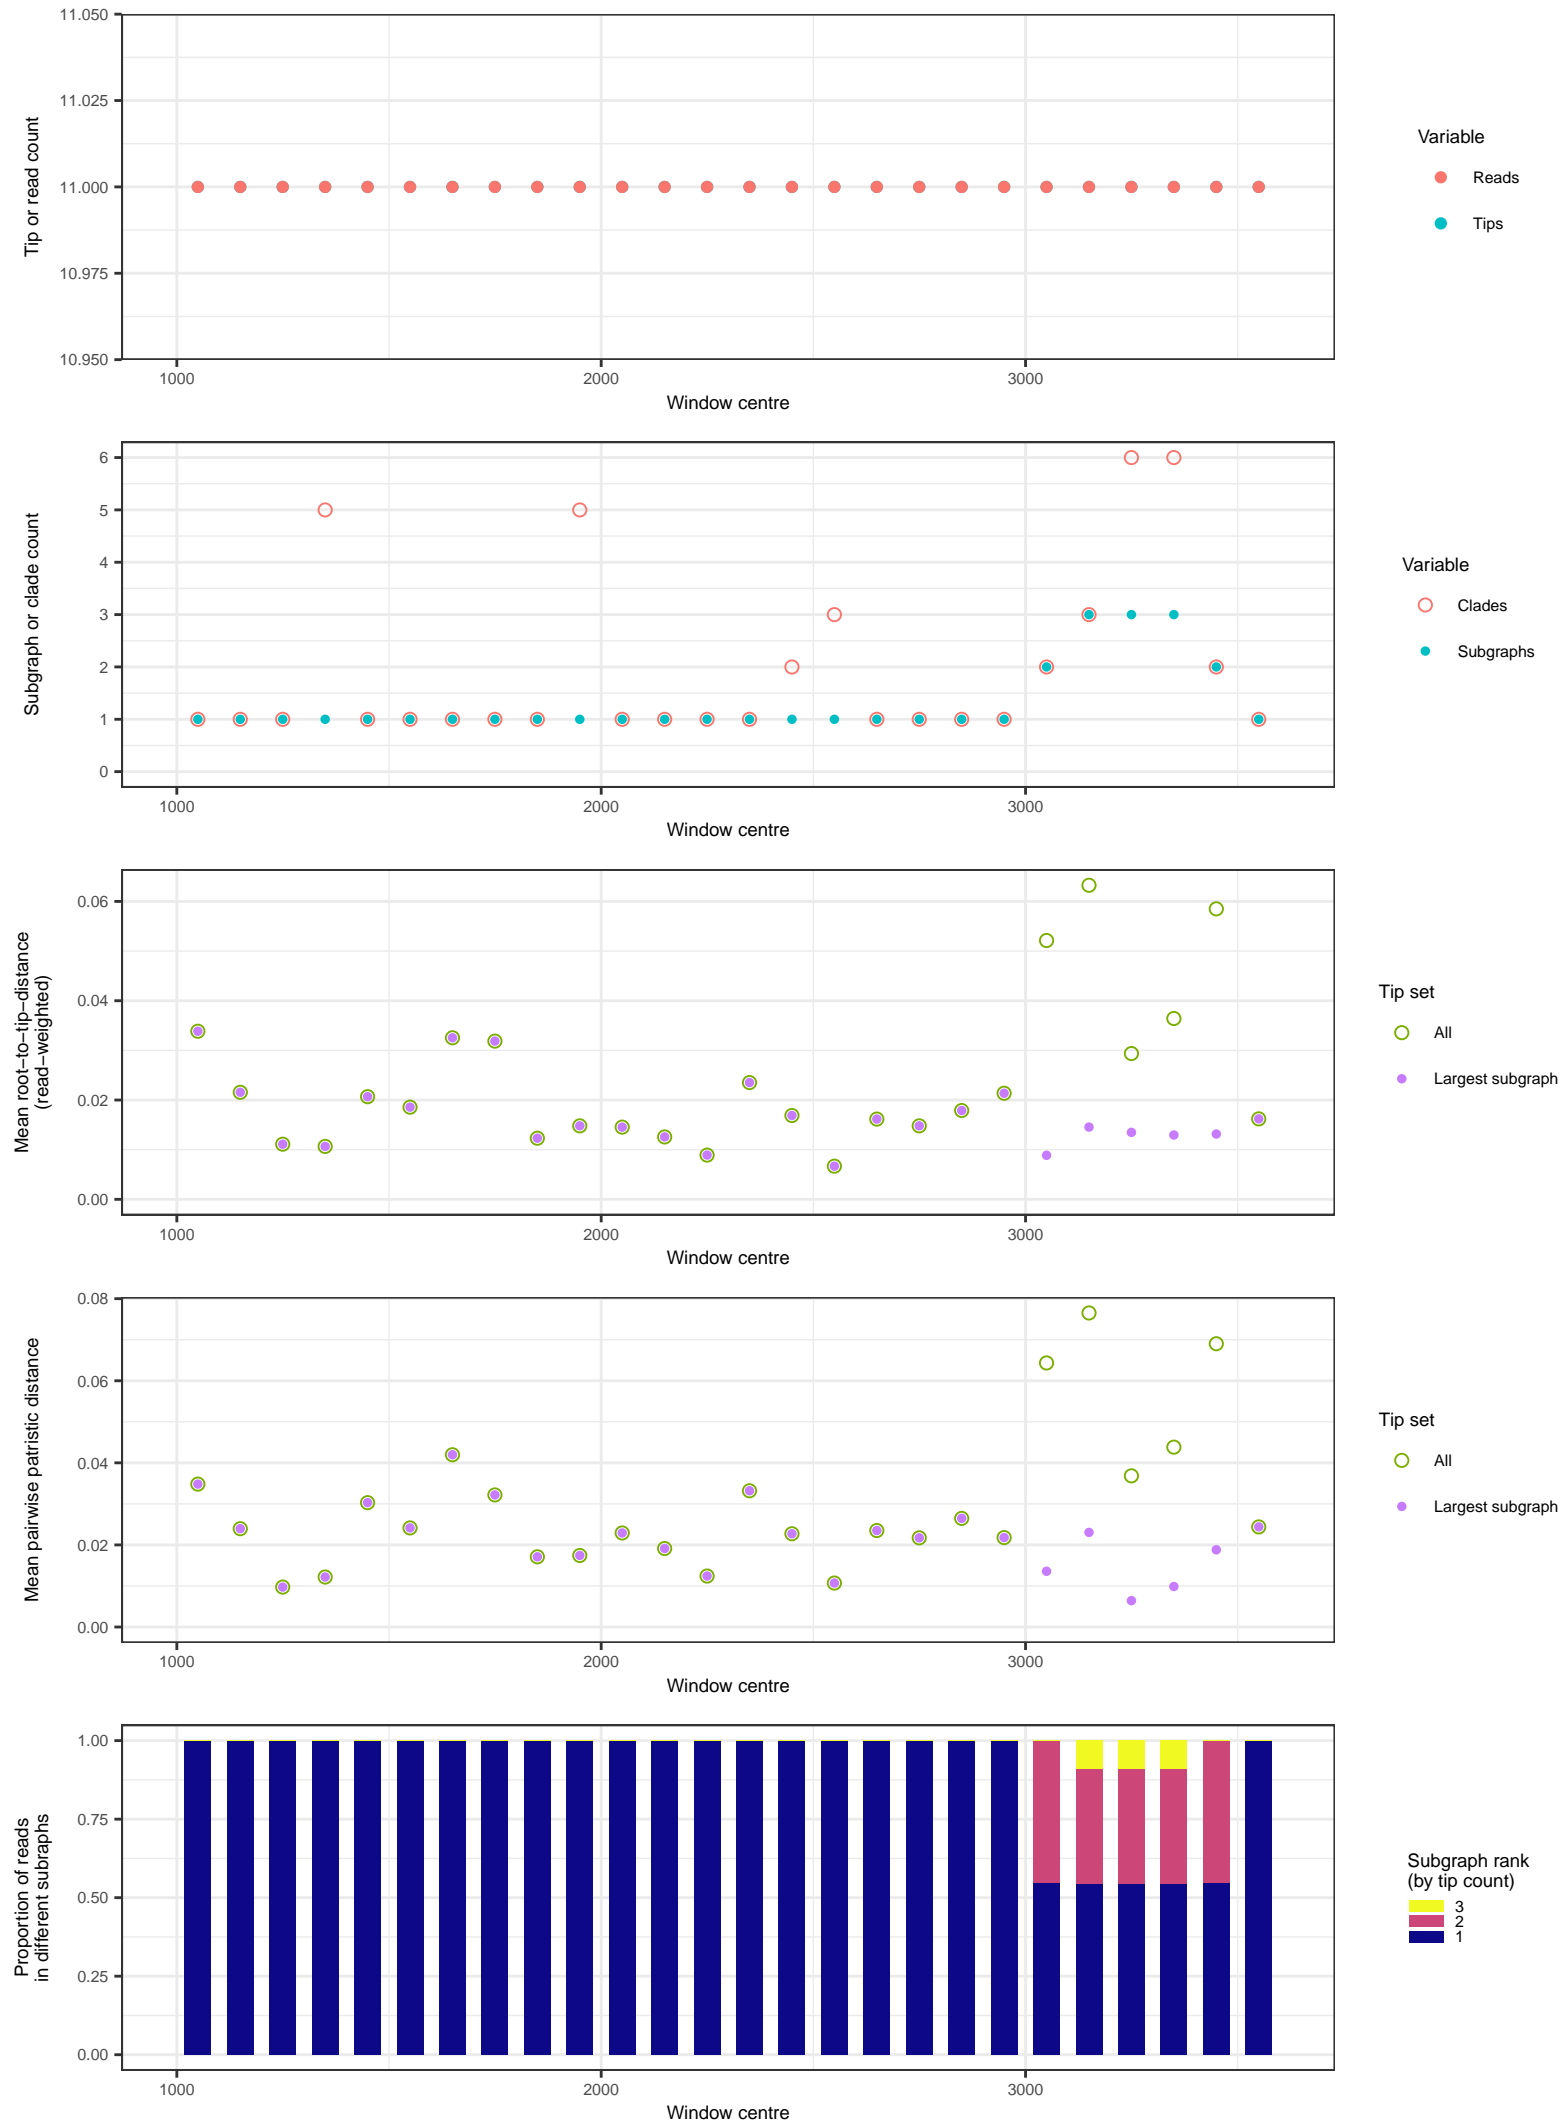 11.050
11.025
11.000
10.975
10.950
Tip or read count
1000
2000
3000
Window centre
Variable
Reads
Tips
6
5
4
3
2
1
0
Subgraph or clade count
1000
2000
3000
Window centre
Variable
Clades
Subgraphs
0.06
0.04
0.02
0.00
Mean root−to−tip−distance
(read−weighted)
1000
2000
3000
Window centre
Tip set
All
Largest subgraph
0.08
0.06
0.04
0.02
0.00
Mean pairwise patristic distance
1000
2000
3000
Window centre
Tip set
All
Largest subgraph
1.00
0.75
0.50
0.25
0.00
Proportion of reads
in different subraphs
1000
2000
3000
Window centre
Subgraph rank
(by tip count)
3
2
1